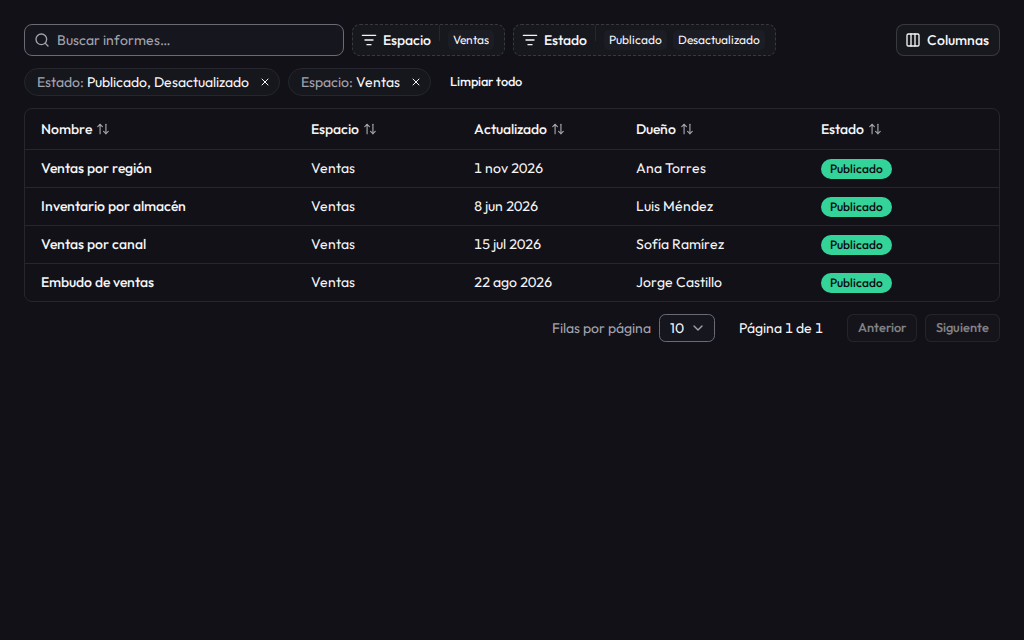 Buscar informes...
Espacio Ventas
Estado Publicado Desactualizado
Columnas
Estado: Publicado, Desactualizado
Espacio: Ventas
Limpiar todo
Nombre Espacio Actualizado Dueño Estado
Ventas por región Ventas 1 nov 2026 Ana Torres Publicado
Inventario por almacén Ventas 8 jun 2026 Luis Méndez Publicado
Ventas por canal Ventas 15 jul 2026 Sofía Ramírez Publicado
Embudo de ventas Ventas 22 ago 2026 Jorge Castillo Publicado
Filas por página 10 Página 1 de 1 Anterior Siguiente